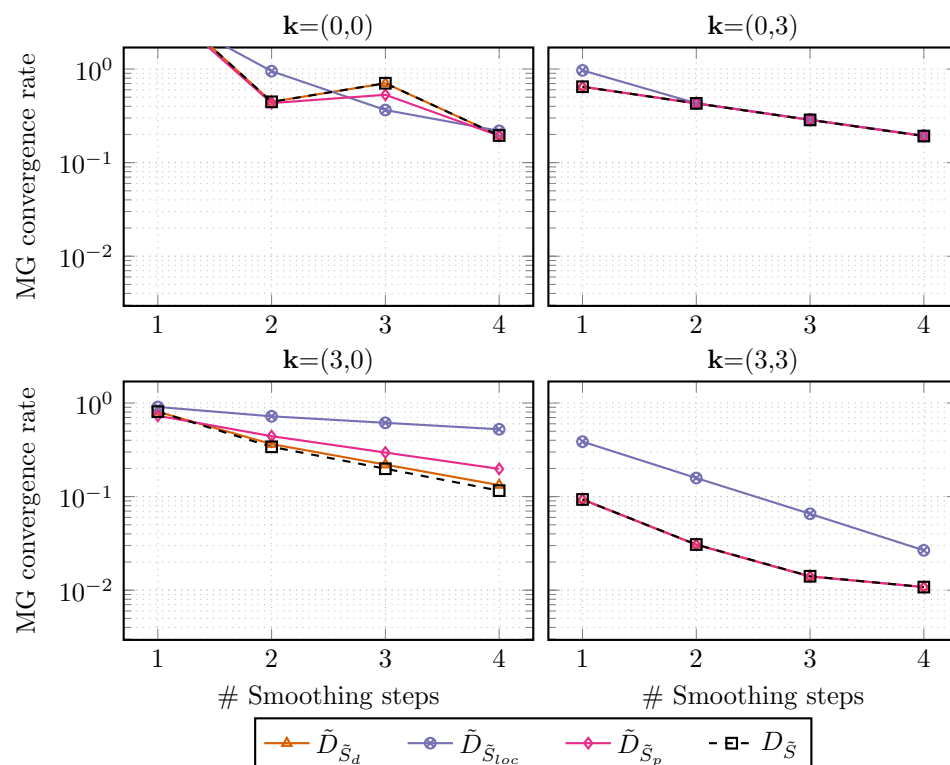 k=(0,0)
k=(0,3)
MG convergence rate
10^0
10^{-1}
10^{-2}
1 2 3 4
1 2 3 4
k=(3,0)
k=(3,3)
MG convergence rate
10^0
10^{-1}
10^{-2}
1 2 3 4
1 2 3 4
# Smoothing steps
# Smoothing steps
D̃_{S̃_d} D̃_{S̃_{loc}} D̃_{S̃_p} D_{S̃}